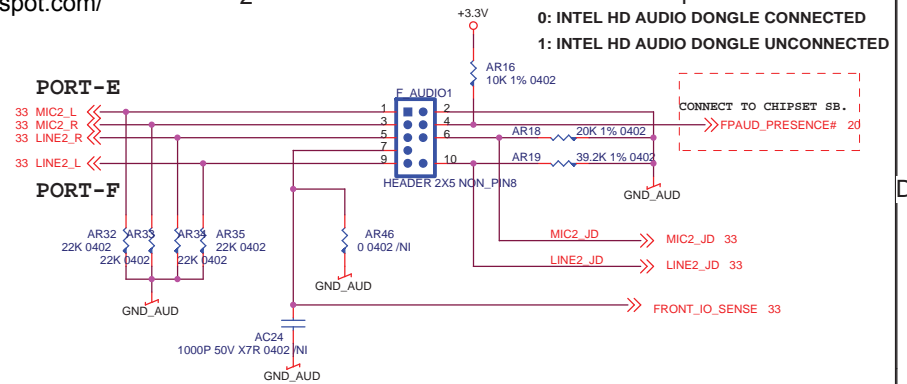 spot.com/
+3.3V
0: INTEL HD AUDIO DONGLE CONNECTED
1: INTEL HD AUDIO DONGLE UNCONNECTED
AR16
10K 1% 0402
PORT-E
F_AUDIO1
CONNECT TO CHIPSET SB.
33 MIC2_L
1
2
33 MIC2_R
3
4
FPAUD_PRESENCE# 20
33 LINE2_R
5
6
AR18
20K 1% 0402
7
33 LINE2_L
9
10
AR19
39.2K 1% 0402
PORT-F
HEADER 2X5 NON_PIN8
GND_AUD
AR32
22K 0402
AR33
22K 0402
AR34
22K 0402
AR35
22K 0402
AR46
0 0402 /NI
MIC2_JD
MIC2_JD 33
LINE2_JD
LINE2_JD 33
GND_AUD
GND_AUD
FRONT_IO_SENSE 33
AC24
1000P 50V X7R 0402 /NI
GND_AUD
D